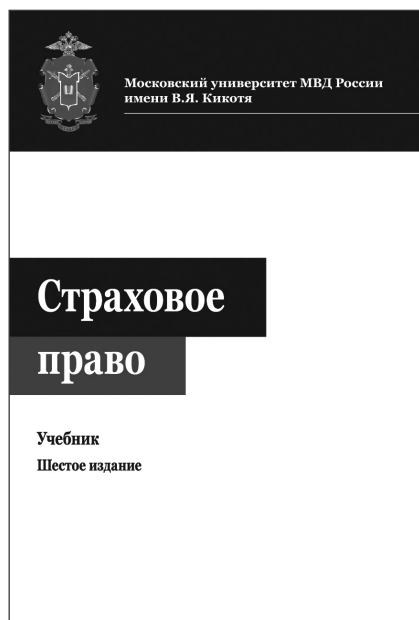 Московский университет МВД России
имени В.Я. Кикотя
Страховое
право
Учебник
Шестое издание